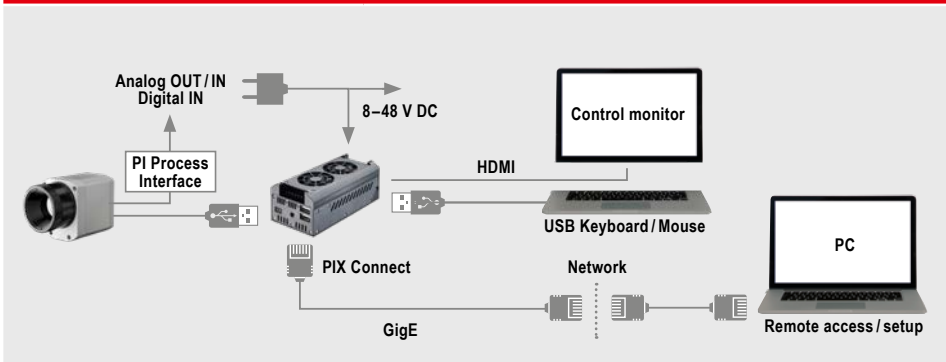 Analog OUT / IN
Digital IN
8–48 V DC
Control monitor
PI Process
Interface
HDMI
USB Keyboard / Mouse
PC
PIX Connect
Network
GigE
Remote access / setup